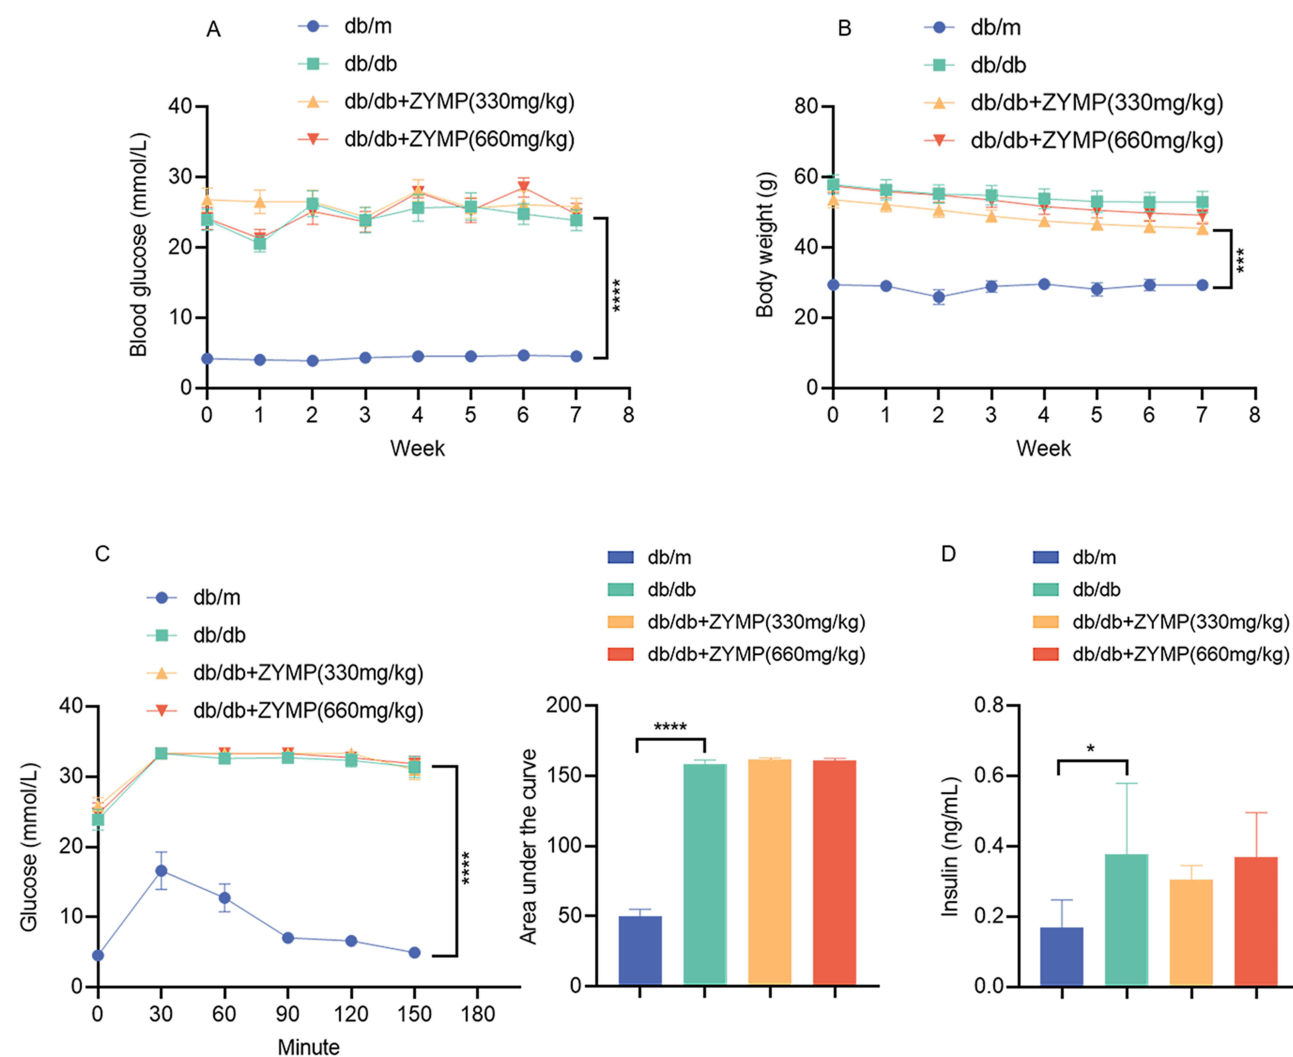 A
db/m
db/db
db/db+ZYMP(330mg/kg)
db/db+ZYMP(660mg/kg)
Blood glucose (mmol/L)
40
30
20
10
0
0 1 2 3 4 5 6 7 8
Week
****
B
db/m
db/db
db/db+ZYMP(330mg/kg)
db/db+ZYMP(660mg/kg)
Body weight (g)
80
60
40
20
0
0 1 2 3 4 5 6 7 8
Week
***
C
db/m
db/db
db/db+ZYMP(330mg/kg)
db/db+ZYMP(660mg/kg)
Glucose (mmol/L)
40
30
20
10
0
0 30 60 90 120 150 180
Minute
****
db/m
db/db
db/db+ZYMP(330mg/kg)
db/db+ZYMP(660mg/kg)
Area under the curve
200
150
100
50
0
****
D
db/m
db/db
db/db+ZYMP(330mg/kg)
db/db+ZYMP(660mg/kg)
Insulin (ng/mL)
0.8
0.6
0.4
0.2
0.0
*